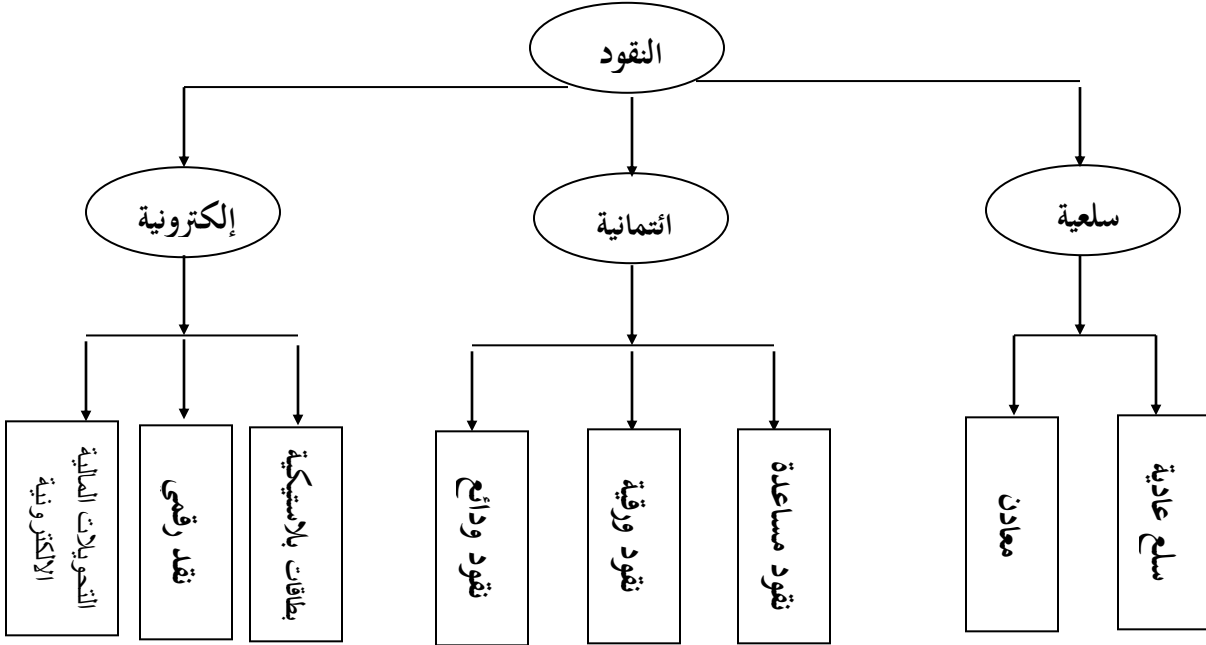 النقود
سلعية
ائتمانية
إلكترونية
سلع عادية
معادن
نقود مساعدة
نقود ورقية
نقود ودائع
بطاقات بلاستيكية
نقد رقمي
التحويلات المالية
الالكترونية